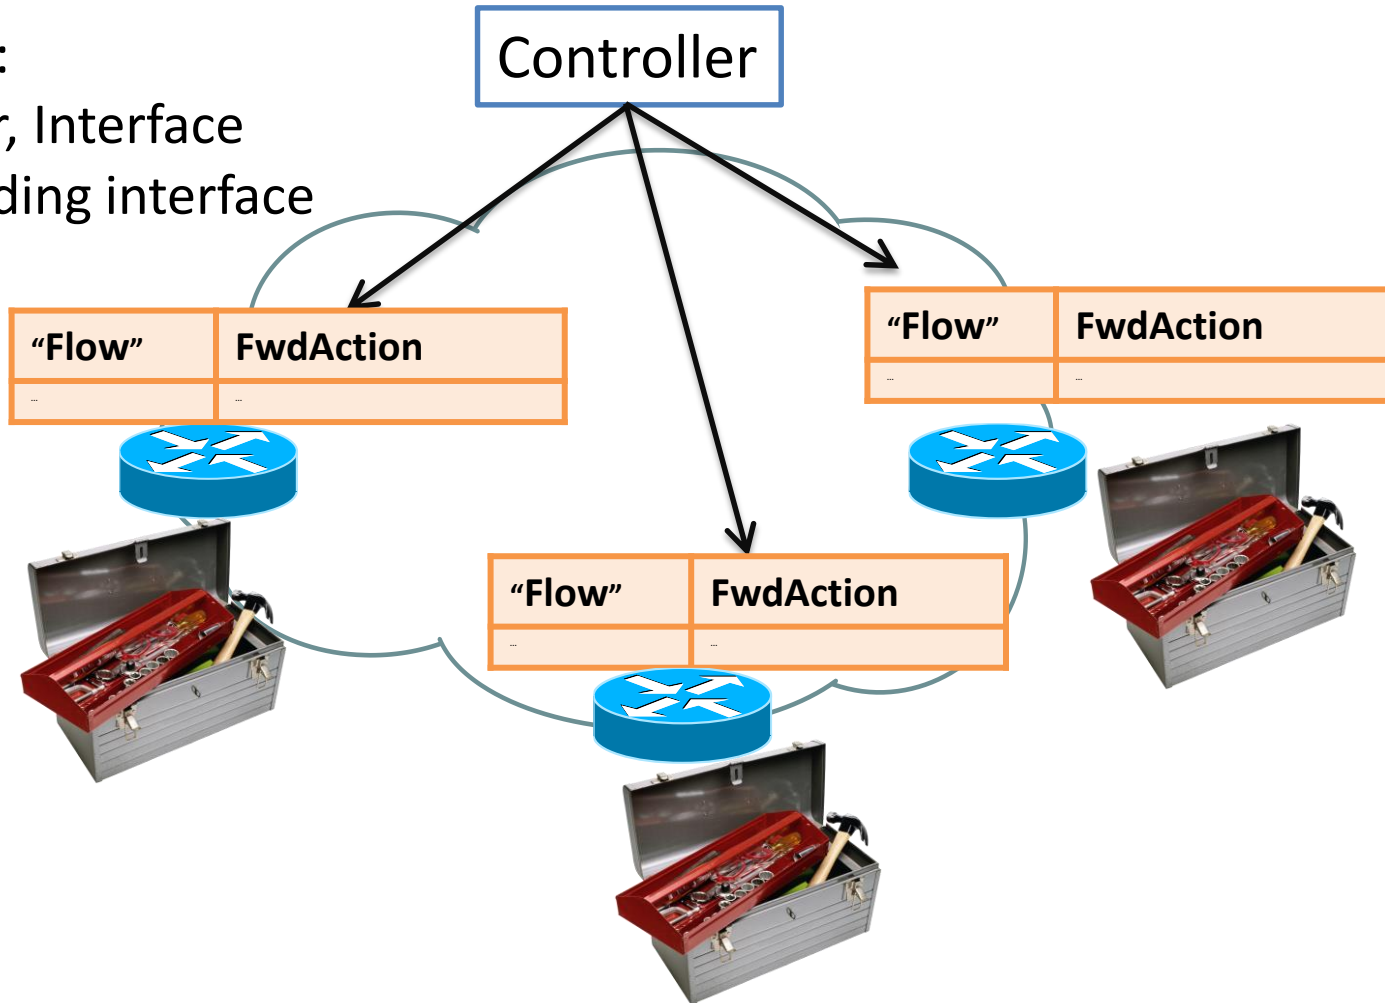 Controller
:
r, Interface
ding interface
“Flow” FwdAction
... ...
“Flow” FwdAction
... ...
“Flow” FwdAction
... ...